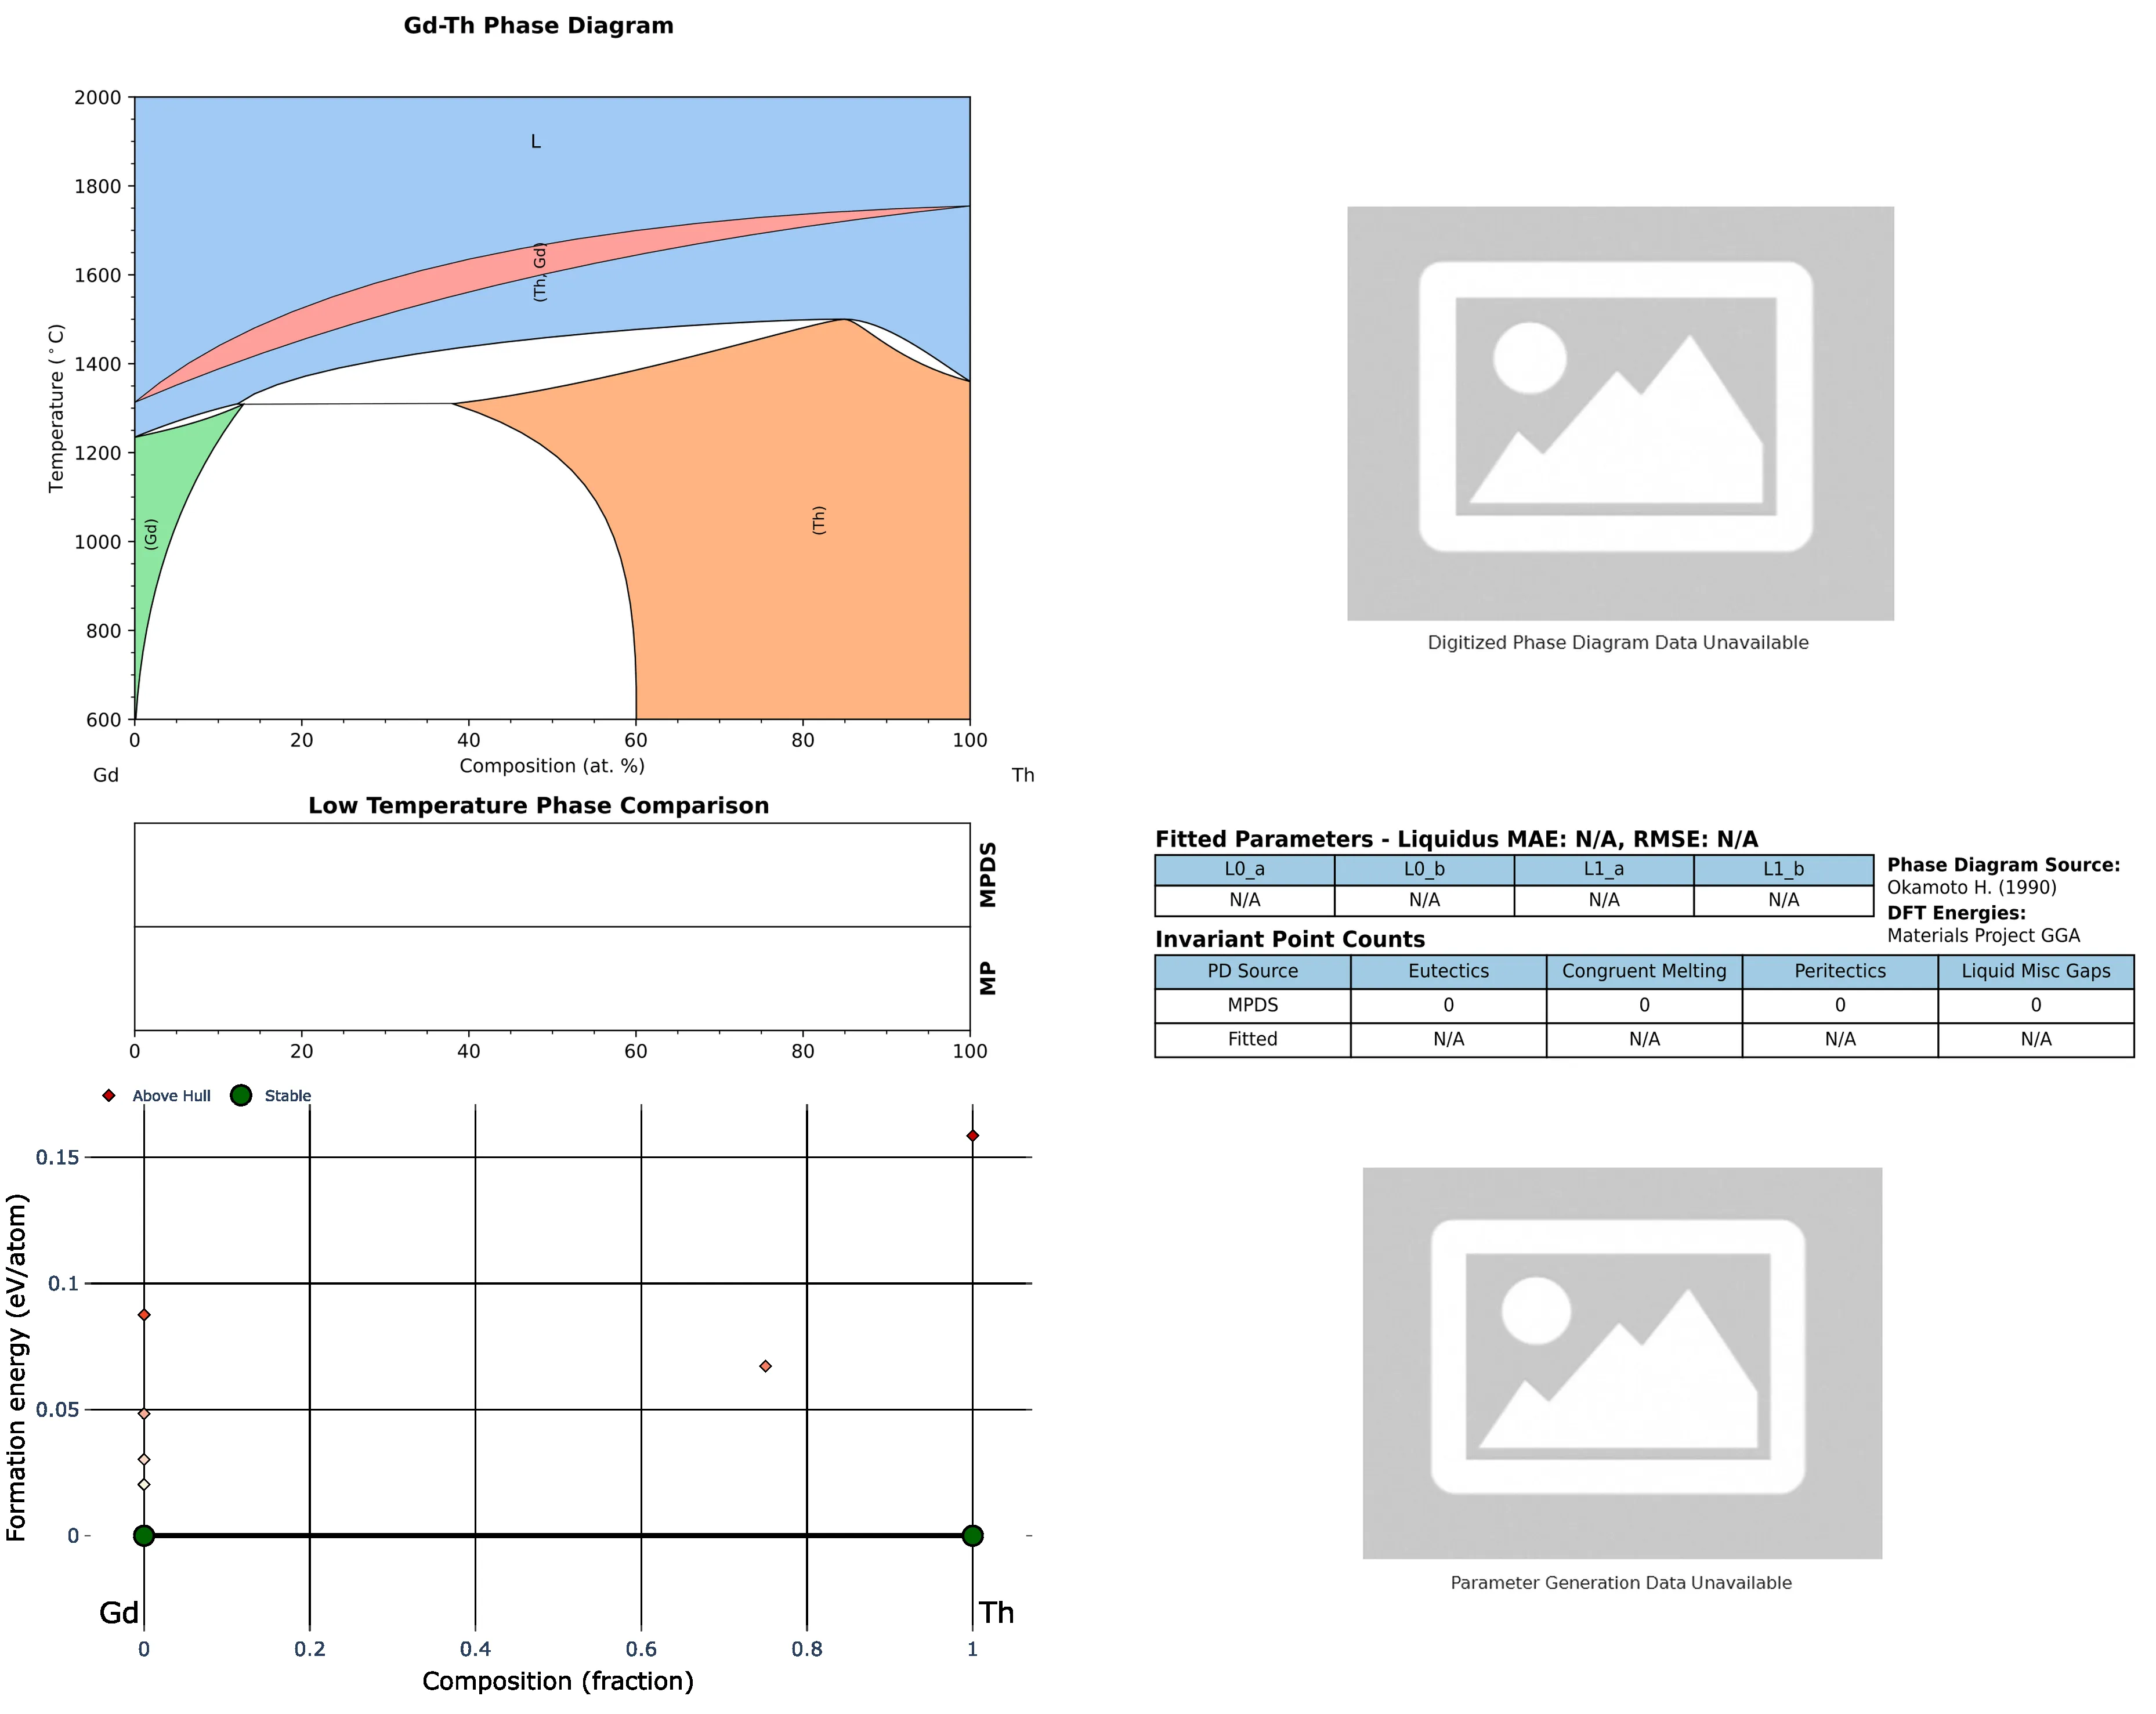 Gd-Th Phase Diagram
2000
1800
1600
1400
1200
1000
800
600
Temperature (°C)
L
(Th, Gd)
(Gd)
(Th)
0 20 40 60 80 100
Composition (at. %)
Gd Th
Digitized Phase Diagram Data Unavailable
Low Temperature Phase Comparison
MPDS
MP
0 20 40 60 80 100
Fitted Parameters - Liquidus MAE: N/A, RMSE: N/A
L0_a L0_b L1_a L1_b
N/A N/A N/A N/A
Phase Diagram Source:
Okamoto H. (1990)
DFT Energies:
Materials Project GGA
Invariant Point Counts
PD Source Eutectics Congruent Melting Peritectics Liquid Misc Gaps
MPDS 0 0 0 0
Fitted N/A N/A N/A N/A
Above Hull Stable
0.15
0.1
0.05
0
Formation energy (eV/atom)
Gd Th
0 0.2 0.4 0.6 0.8 1
Composition (fraction)
Parameter Generation Data Unavailable